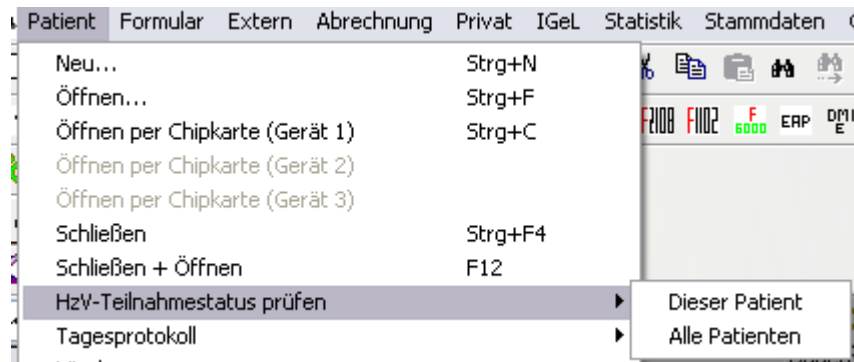 Patient Formular Extern Abrechnung Privat IGeL Statistik Stammdaten
Neu... Strg+N
Öffnen... Strg+F
Öffnen per Chipkarte (Gerät 1) Strg+C
F2108 F1102 F 6000 EAP DM E
Öffnen per Chipkarte (Gerät 2)
Öffnen per Chipkarte (Gerät 3)
Schließen Strg+F4
Schließen + Öffnen F12
HzV-Teilnahmestatus prüfen Dieser Patient
Tagesprotokoll Alle Patienten